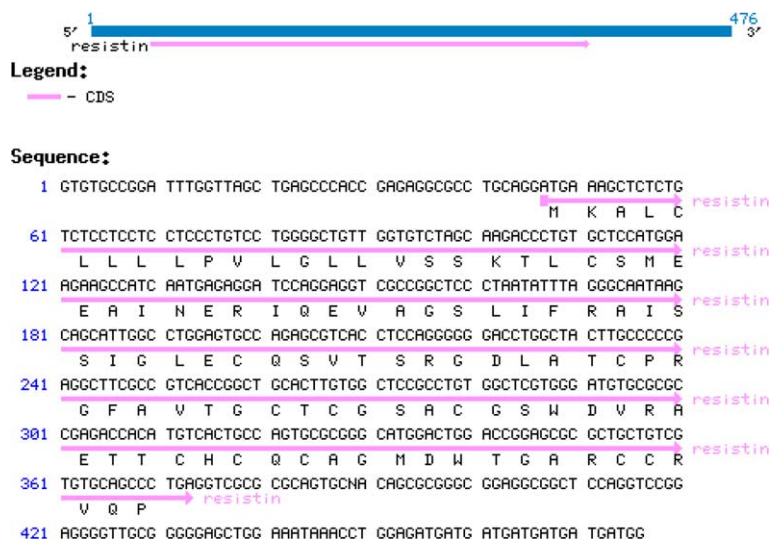 1 476
5′ 3′
resistin
Legend:
- CDS
Sequence:
1 GTGTGCCGGA TTTGGTTAGC TGAGCCCACC GAGAGGCGCC TGCAGGATGA AAGCTCTCTG
resistin
M K A L C
61 TCTCCTCCTC CTCCCTGTCC TGGGGCTGTT GGTGTCTAGC AAGACCCTGT GCTCCATGGA
resistin
L L L L P V L G L L V S S K T L C S M E
121 AGAAGCCATC AATGAGAGGA TCCAGGAGGT CGCCGGCTCC CTAATATTTA GGGCAATAAG
resistin
E A I N E R I Q E V A G S L I F R A I S
181 CAGCATTGGC CTGGAGTGCC AGAGCGTCAC CTCCAGGGGG GACCTGGCTA CTTGCCCCCG
resistin
S I G L E C Q S V T S R G D L A T C P R
241 AGGCTTCGCC GTCACCGGCT GCACTTGTGG CTCCGCCTGT GGCTCGTGGG ATGTGCGCGC
resistin
G F A V T G C T C G S A C G S W D V R A
301 CGAGACCACA TGTCACTGCC AGTGCGCGGG CATGGACTGG ACCGGAGCGC GCTGCTGTCG
resistin
E T T C H C Q C A G M D W T G A R C C R
361 TGTGCAGCCC TGAGGTCGCG CGCAGTGCNA CAGCGCGGGC GGAGGCGGCT CCAGGTCCGG
resistin
V Q P
421 AGGGGTTGCG GGGGAGCTGG AAATAAACCT GGAGATGATG ATGATGATGA TGATGG